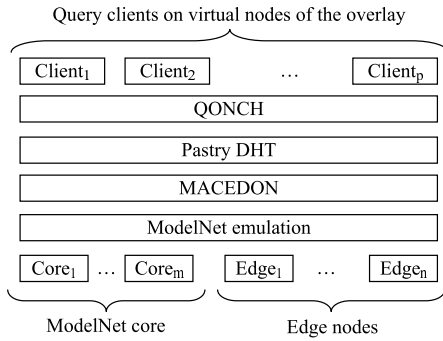 Query clients on virtual nodes of the overlay
Client1 Client2 ... Clientp
QONCH
Pastry DHT
MACEDON
ModelNet emulation
Core1 ... Corem Edge1 ... Edgen
ModelNet core Edge nodes